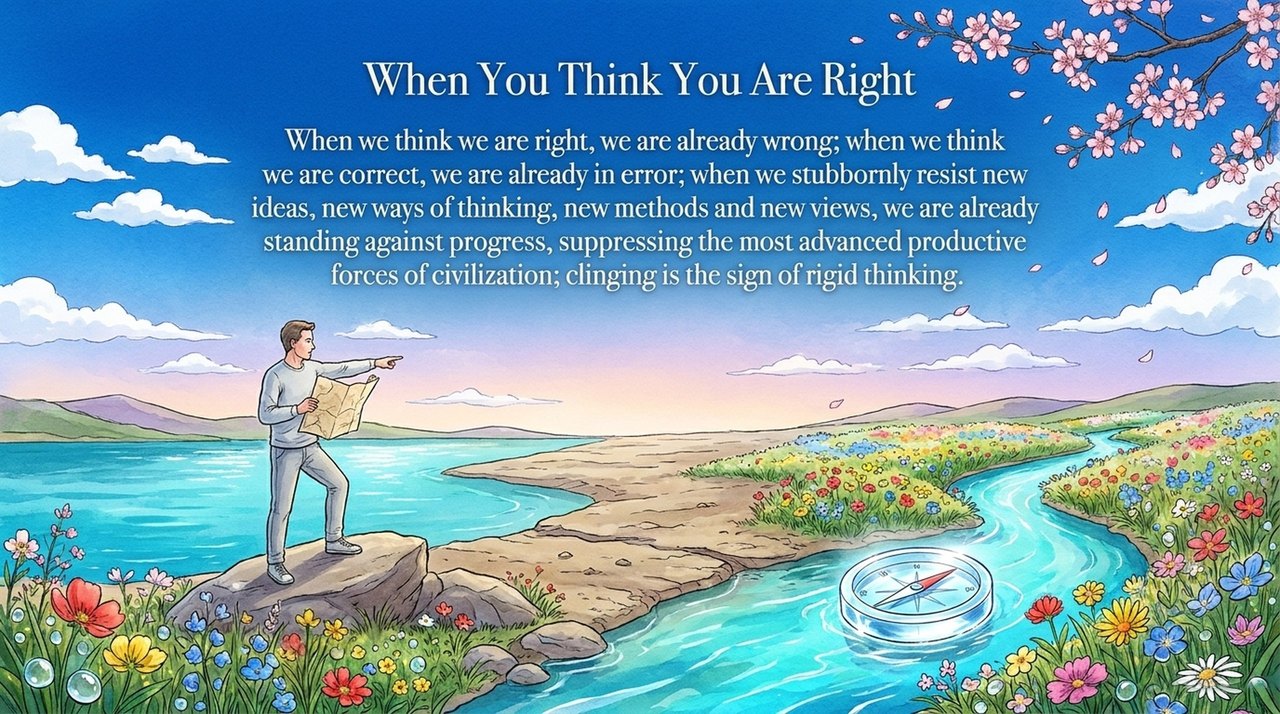 When You Think You Are Right
When we think we are right, we are already wrong; when we think
we are correct, we are already in error; when we stubbornly resist new
ideas, new ways of thinking, new methods and new views, we are already
standing against progress, suppressing the most advanced productive
forces of civilization; clinging is the sign of rigid thinking.